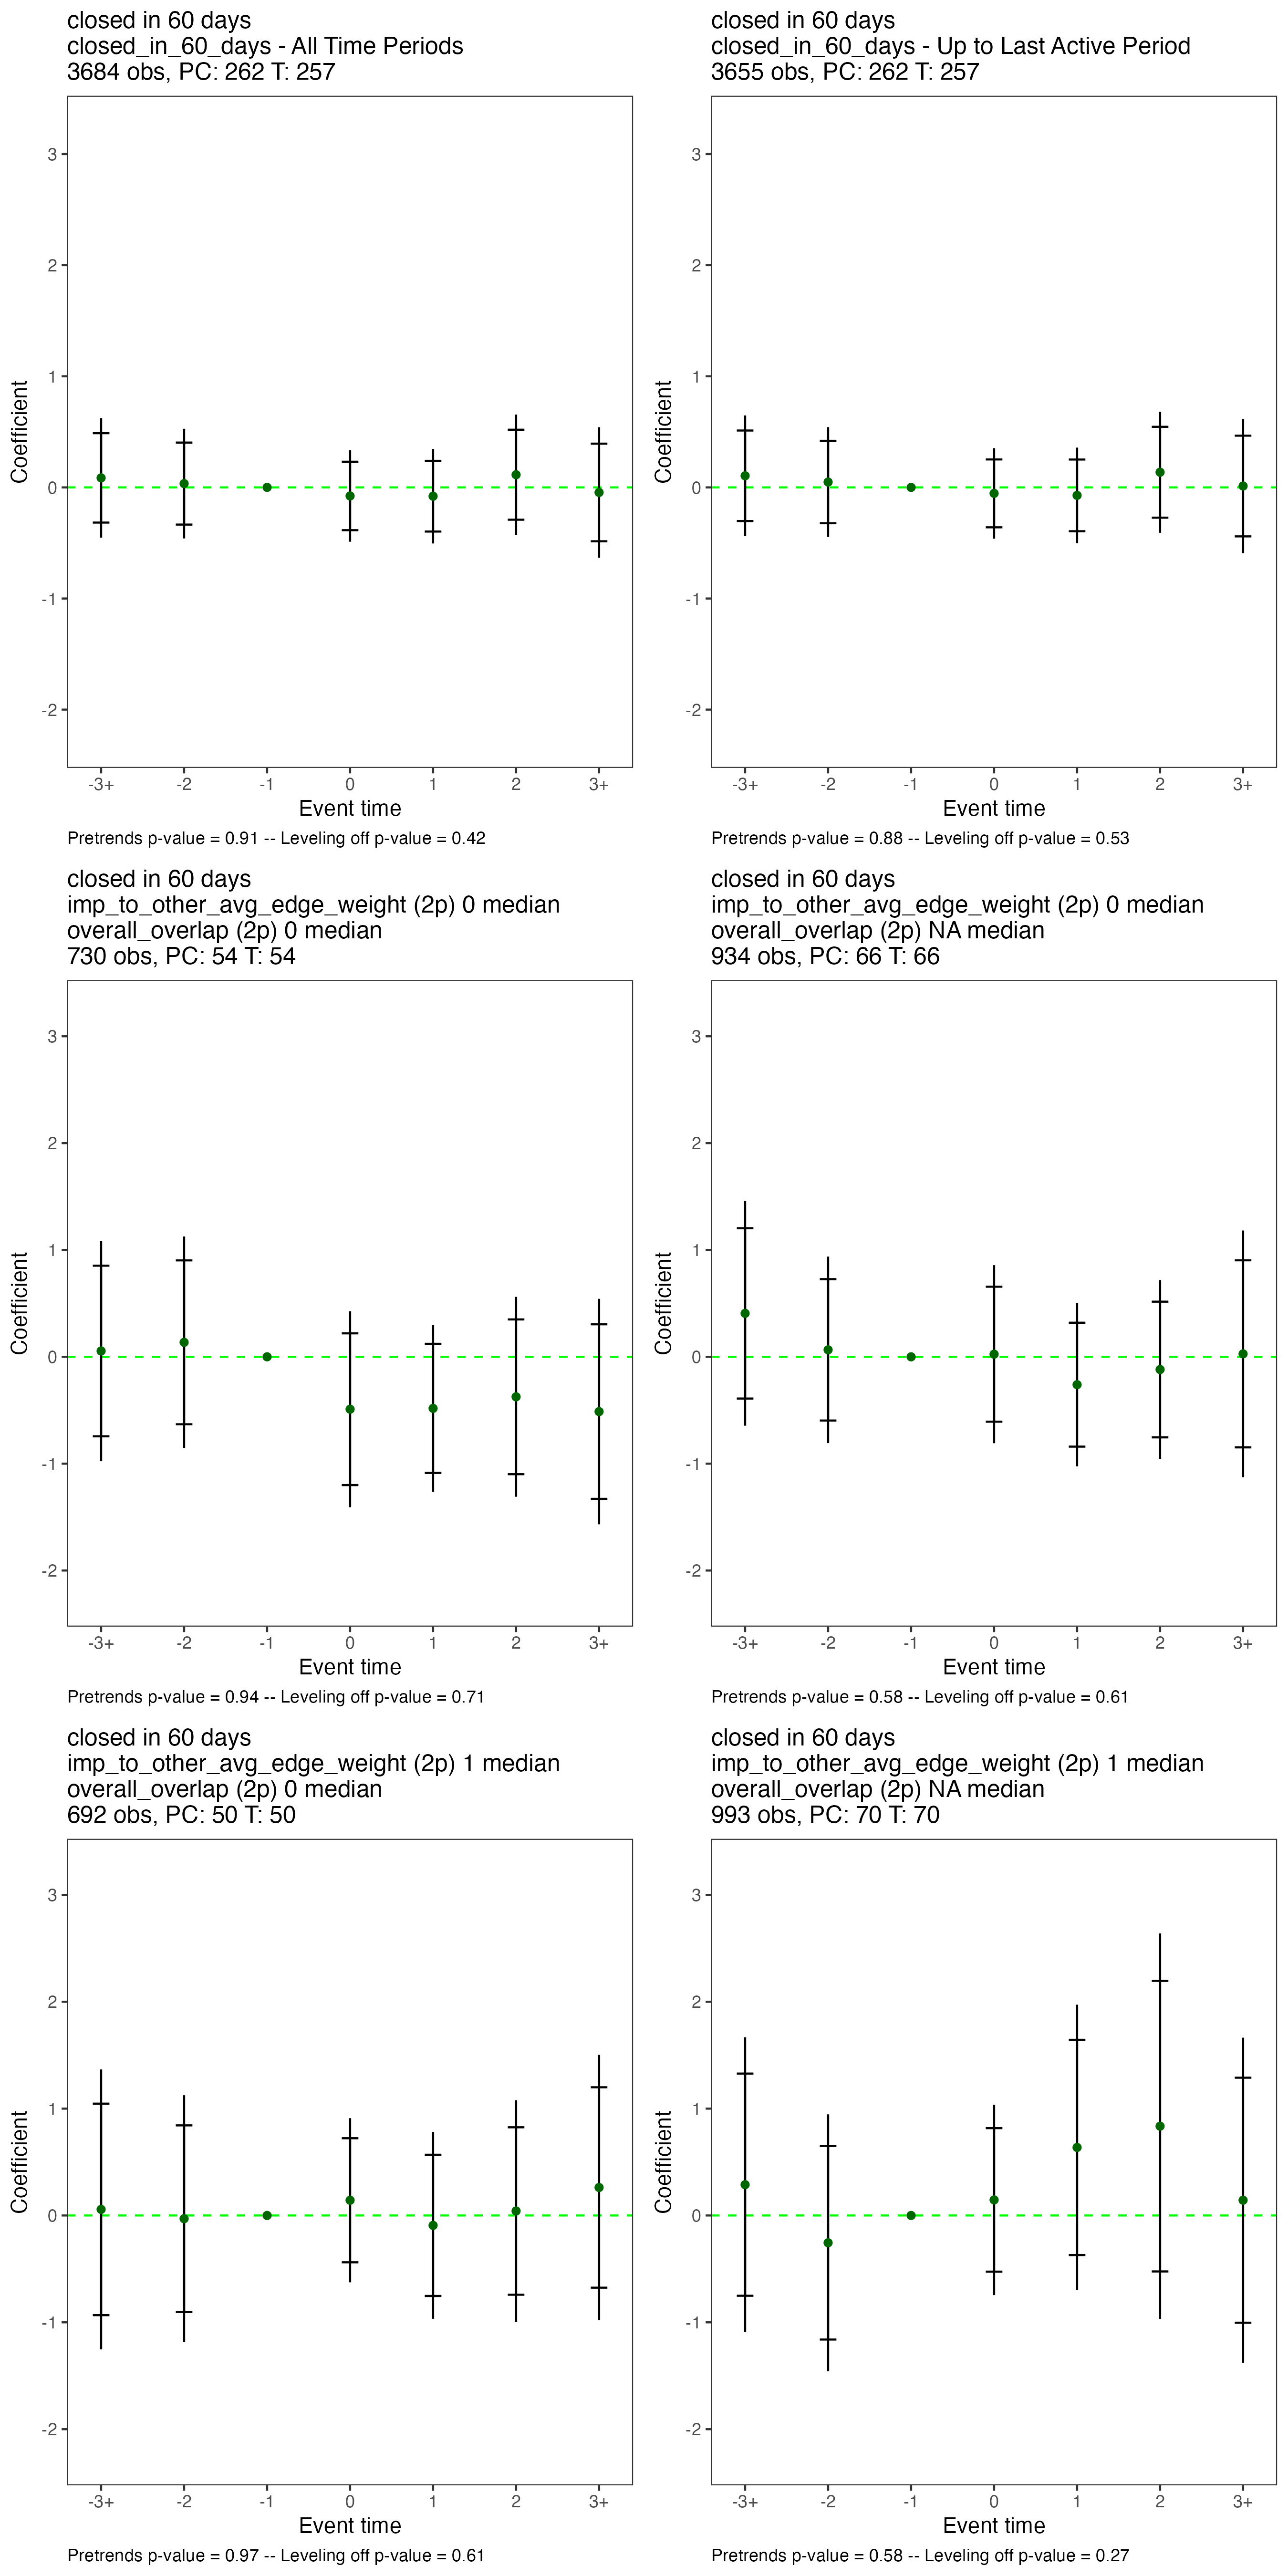 closed in 60 days
closed_in_60_days - All Time Periods
3684 obs, PC: 262 T: 257
Coefficient
3
2
1
0
-1
-2
-3+ -2 -1 0 1 2 3+
Event time
Pretrends p-value = 0.91 -- Leveling off p-value = 0.42
closed in 60 days
closed_in_60_days - Up to Last Active Period
3655 obs, PC: 262 T: 257
Coefficient
3
2
1
0
-1
-2
-3+ -2 -1 0 1 2 3+
Event time
Pretrends p-value = 0.88 -- Leveling off p-value = 0.53
closed in 60 days
imp_to_other_avg_edge_weight (2p) 0 median
overall_overlap (2p) 0 median
730 obs, PC: 54 T: 54
Coefficient
3
2
1
0
-1
-2
-3+ -2 -1 0 1 2 3+
Event time
Pretrends p-value = 0.94 -- Leveling off p-value = 0.71
closed in 60 days
imp_to_other_avg_edge_weight (2p) 0 median
overall_overlap (2p) NA median
934 obs, PC: 66 T: 66
Coefficient
3
2
1
0
-1
-2
-3+ -2 -1 0 1 2 3+
Event time
Pretrends p-value = 0.58 -- Leveling off p-value = 0.61
closed in 60 days
imp_to_other_avg_edge_weight (2p) 1 median
overall_overlap (2p) 0 median
692 obs, PC: 50 T: 50
Coefficient
3
2
1
0
-1
-2
-3+ -2 -1 0 1 2 3+
Event time
Pretrends p-value = 0.97 -- Leveling off p-value = 0.61
closed in 60 days
imp_to_other_avg_edge_weight (2p) 1 median
overall_overlap (2p) NA median
993 obs, PC: 70 T: 70
Coefficient
3
2
1
0
-1
-2
-3+ -2 -1 0 1 2 3+
Event time
Pretrends p-value = 0.58 -- Leveling off p-value = 0.27